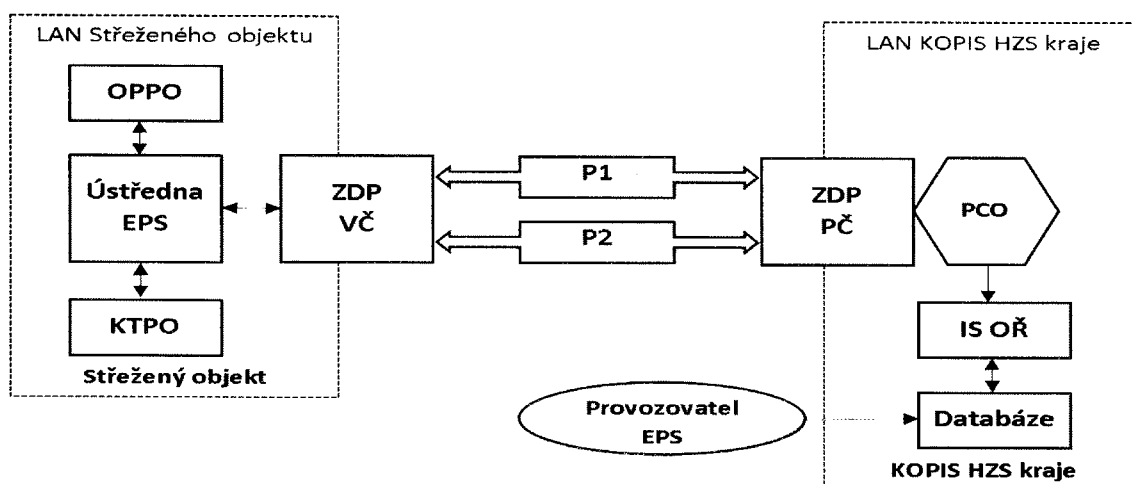 LAN Střeženého objektu
OPPO
Ústředna
EPS
KTPO
Střežený objekt
ZDP
VČ
P1
P2
LAN KOPIS HZS kraje
ZDP
PČ
PCO
IS OŘ
Databáze
KOPIS HZS kraje
Provozovatel
EPS